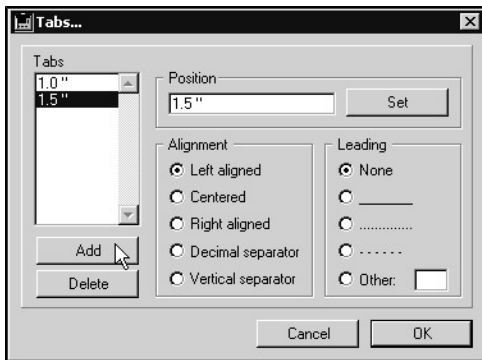 Tabs...
Tabs
1.0 "
1.5 "
Add
Delete
Position
1.5 "
Set
Alignment
Left aligned
Centered
Right aligned
Decimal separator
Vertical separator
Leading
None
________
..............
- - - - - -
Other:
Cancel
OK